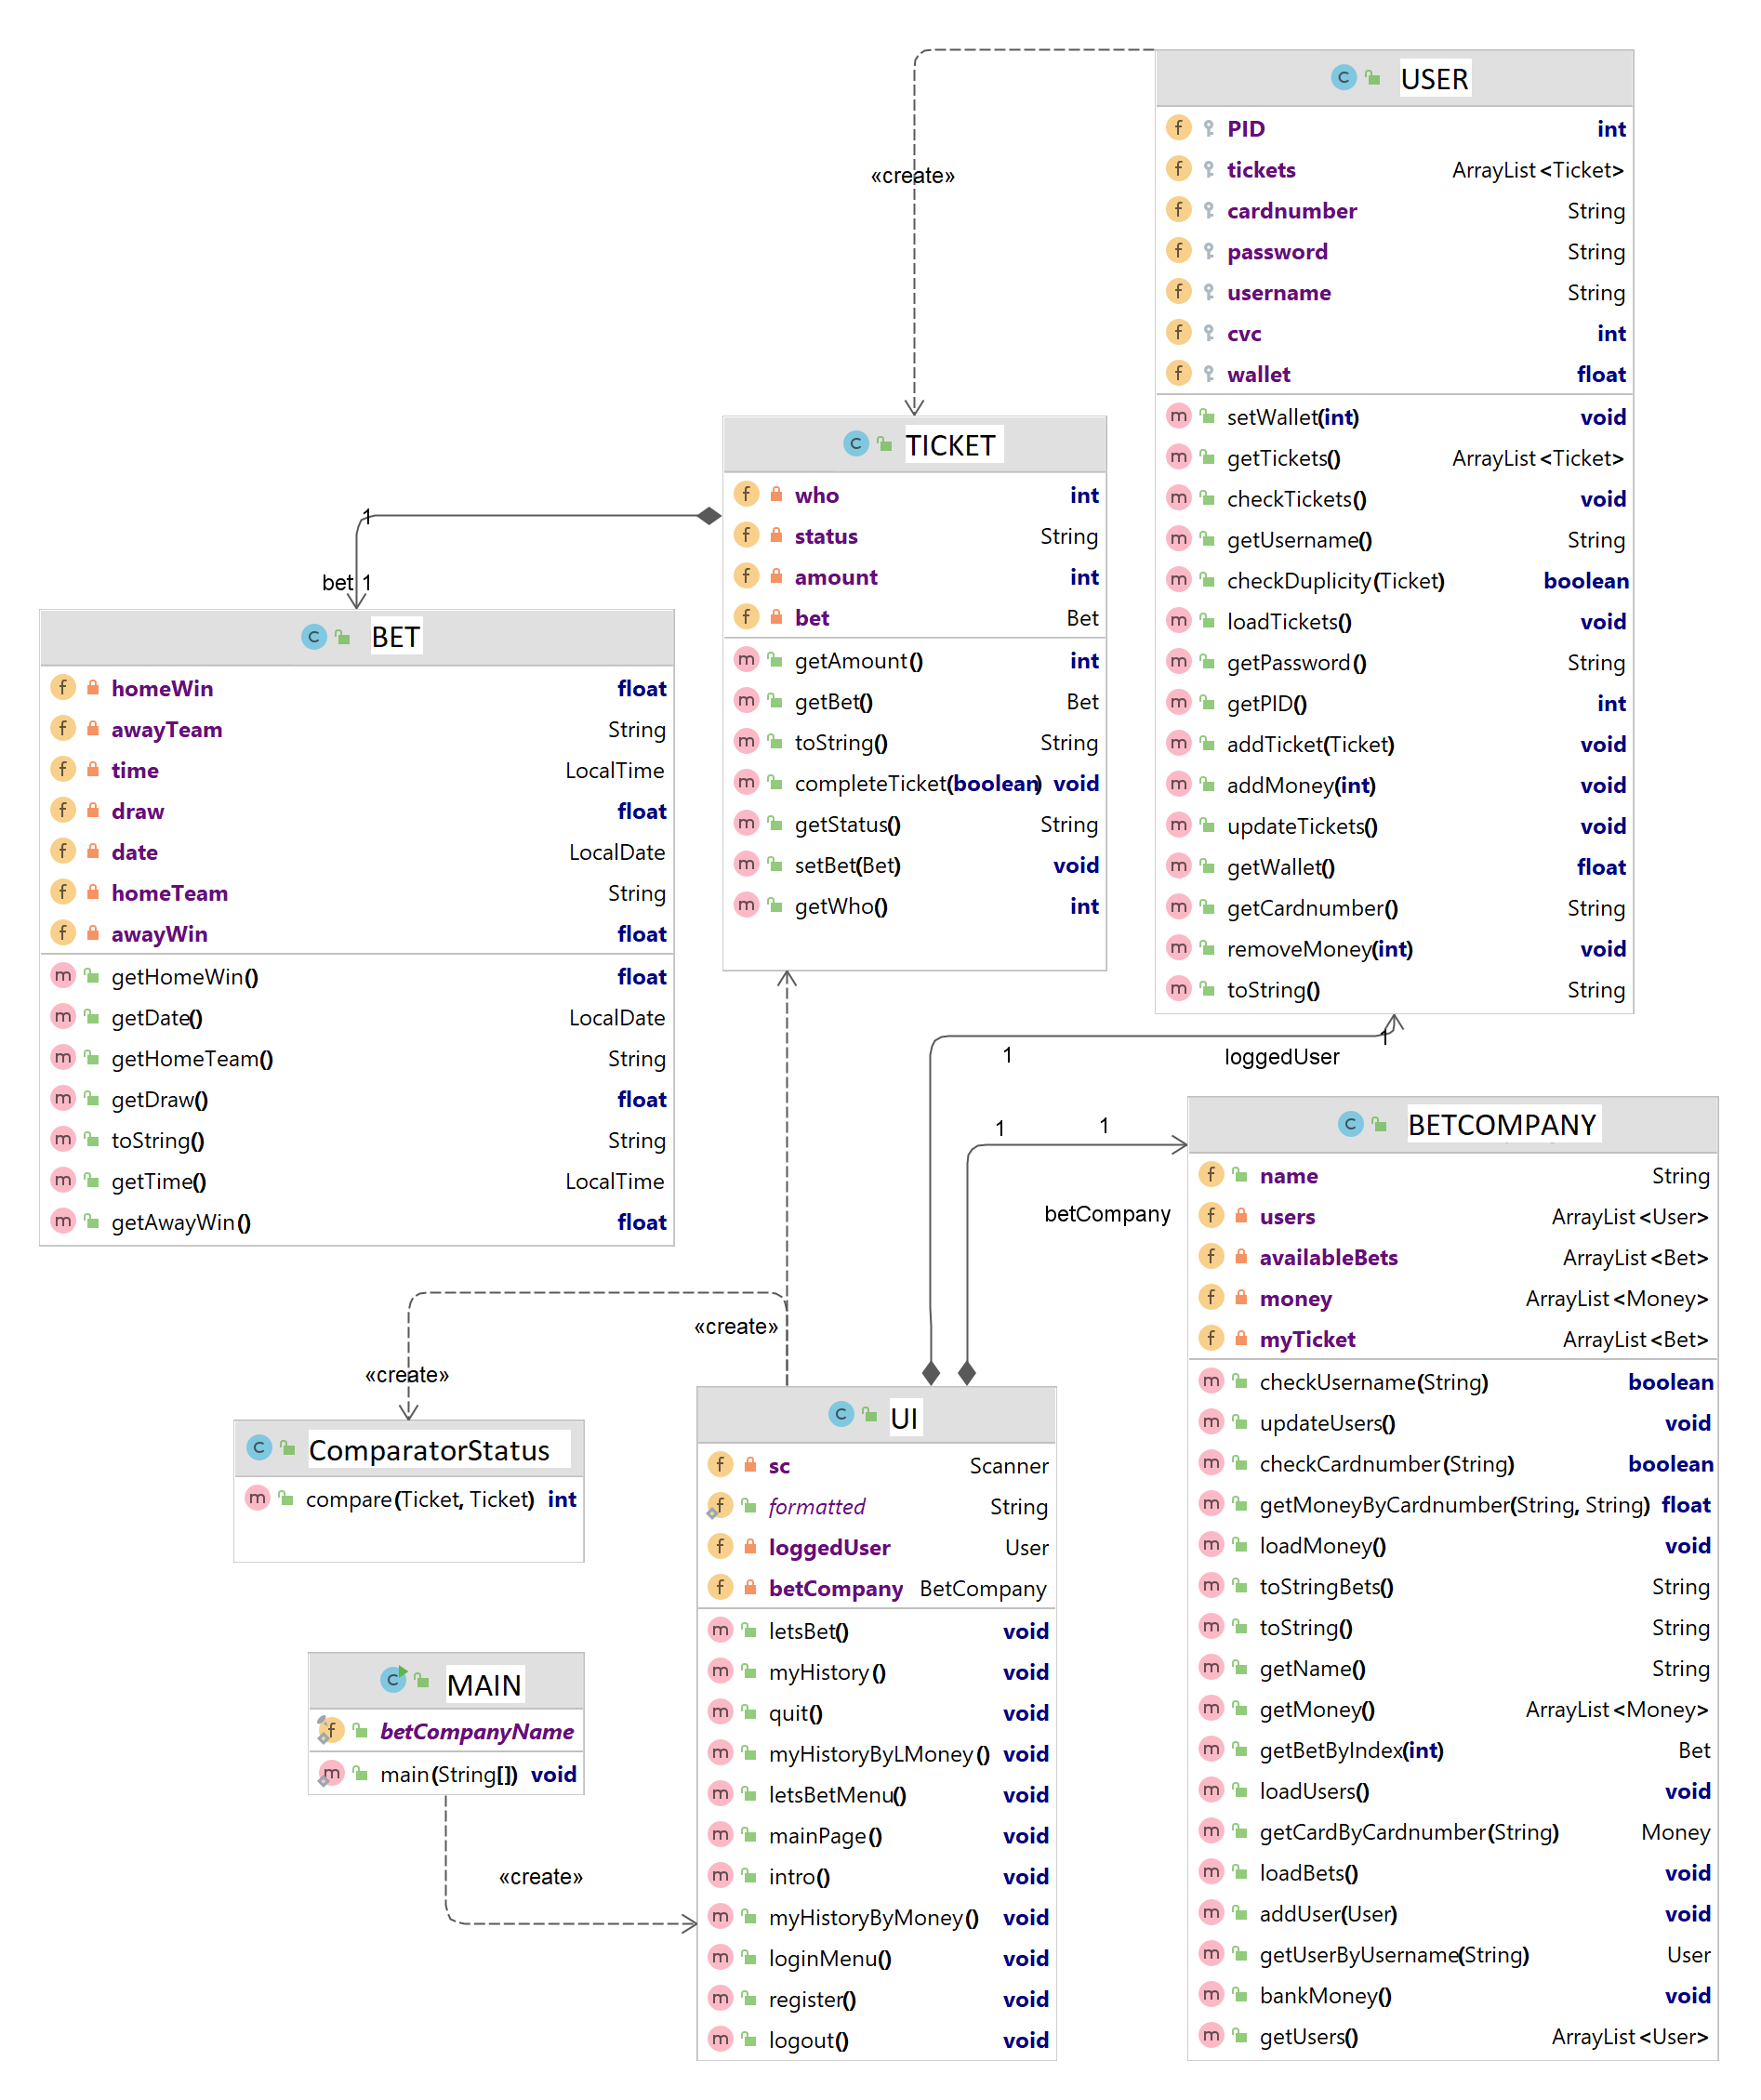 USER
PID int
tickets ArrayList <Ticket>
cardnumber String
password String
username String
cvc int
wallet float
setWallet(int) void
getTickets() ArrayList <Ticket>
checkTickets() void
getUsername() String
checkDuplicity(Ticket) boolean
loadTickets() void
getPassword() String
getPID() int
addTicket(Ticket) void
addMoney(int) void
updateTickets() void
getWallet() float
getCardnumber() String
removeMoney(int) void
toString() String
«create»
TICKET
who int
status String
amount int
bet Bet
getAmount() int
getBet() Bet
toString() String
completeTicket(boolean) void
getStatus() String
setBet(Bet) void
getWho() int
1
bet 1
BET
homeWin float
awayTeam String
time LocalTime
draw float
date LocalDate
homeTeam String
awayWin float
getHomeWin() float
getDate() LocalDate
getHomeTeam() String
getDraw() float
toString() String
getTime() LocalTime
getAwayWin() float
1
1
loggedUser
1
1
betCompany
BETCOMPANY
name String
users ArrayList <User>
availableBets ArrayList <Bet>
money ArrayList <Money>
myTicket ArrayList <Bet>
checkUsername(String) boolean
updateUsers() void
checkCardnumber(String) boolean
getMoneyByCardnumber(String, String) float
loadMoney() void
toStringBets() String
toString() String
getName() String
getMoney() ArrayList <Money>
getBetByIndex(int) Bet
loadUsers() void
getCardByCardnumber(String) Money
loadBets() void
addUser(User) void
getUserByUsername(String) User
bankMoney() void
getUsers() ArrayList <User>
«create»
«create»
ComparatorStatus
compare(Ticket, Ticket) int
UI
sc Scanner
formatted String
loggedUser User
betCompany BetCompany
letsBet() void
myHistory() void
quit() void
myHistoryByLMoney() void
letsBetMenu() void
mainPage() void
intro() void
myHistoryByMoney() void
loginMenu() void
register() void
logout() void
MAIN
betCompanyName
main(String[]) void
«create»